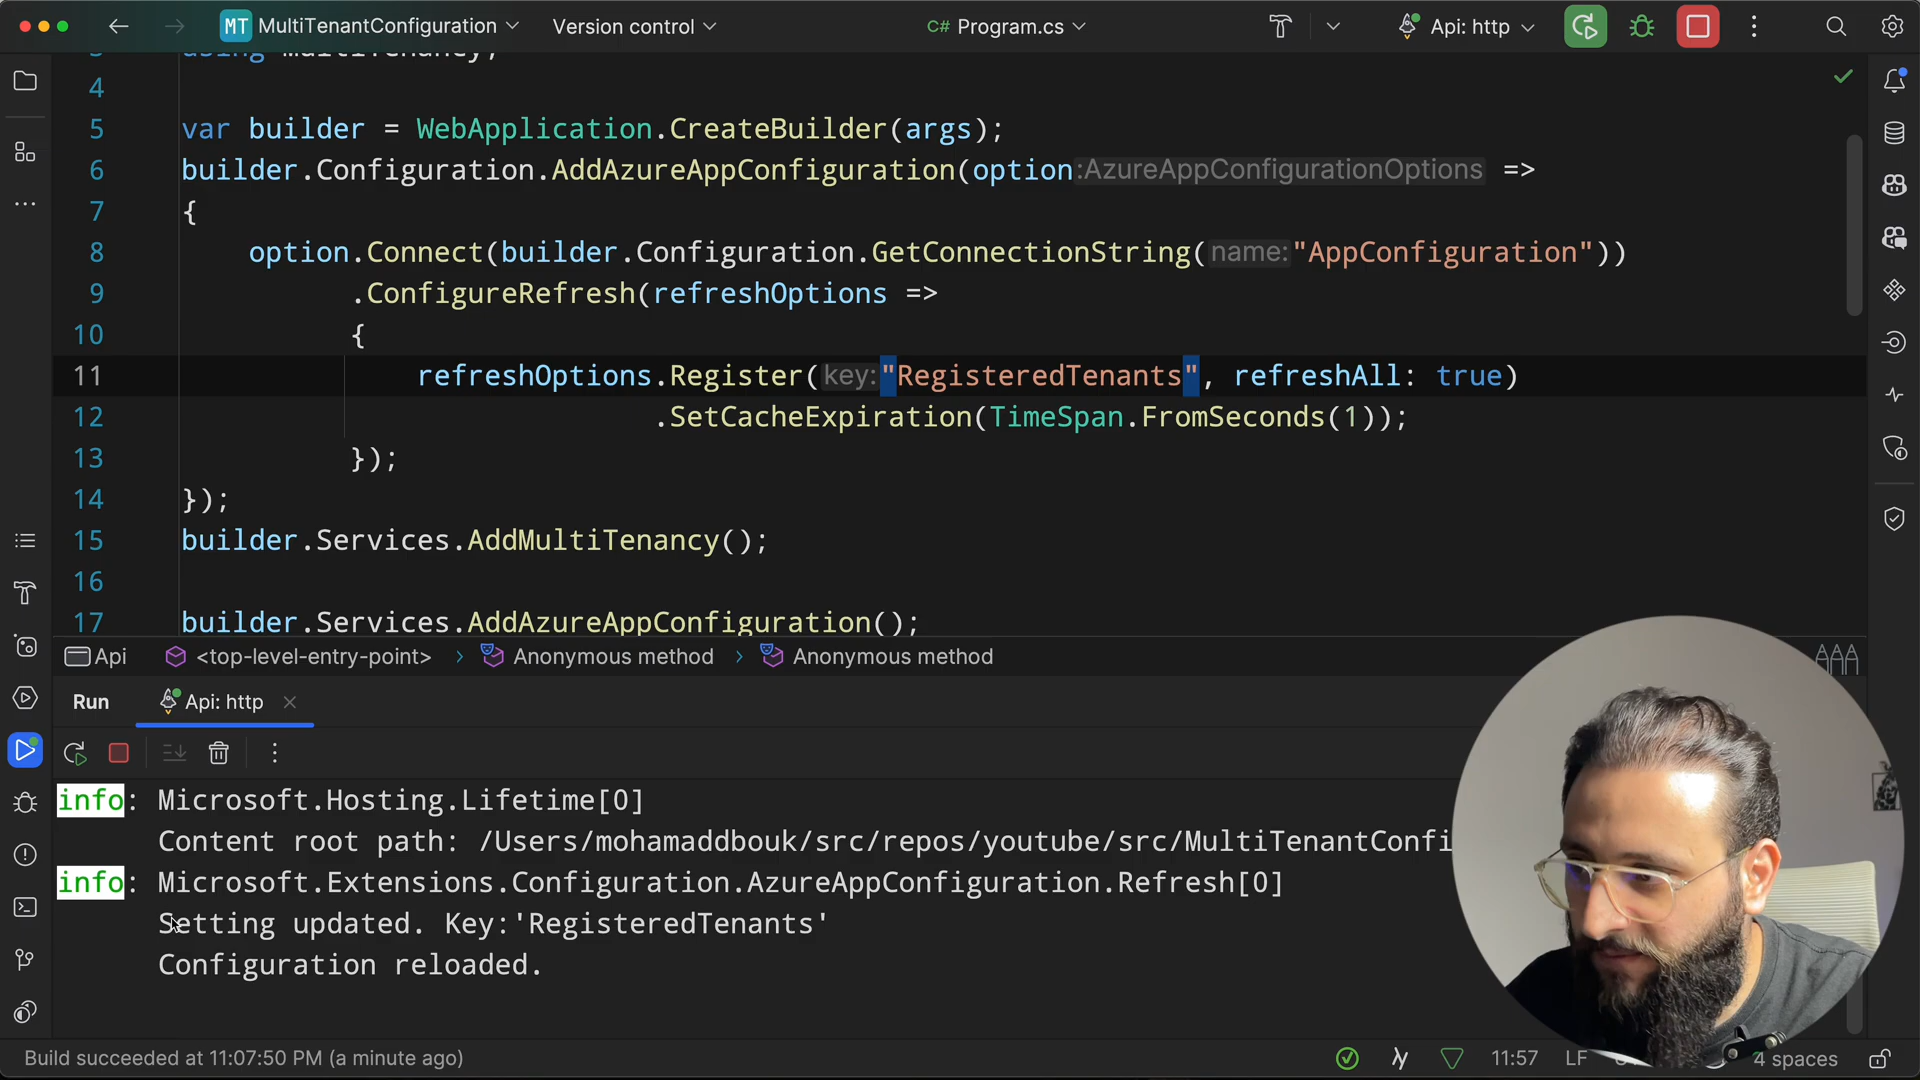 MT MultiTenantConfiguration
Version control
C# Program.cs
Api: http
using MultiTenancy;
4
5 var builder = WebApplication.CreateBuilder(args);
6 builder.Configuration.AddAzureAppConfiguration(option :AzureAppConfigurationOptions =>
7 {
8 option.Connect(builder.Configuration.GetConnectionString( name: "AppConfiguration"))
9 .ConfigureRefresh(refreshOptions =>
10 {
11 refreshOptions.Register( key: "RegisteredTenants", refreshAll: true)
12 .SetCacheExpiration(TimeSpan.FromSeconds(1));
13 });
14 });
15 builder.Services.AddMultiTenancy();
16
17 builder.Services.AddAzureAppConfiguration();
Api <top-level-entry-point> › Anonymous method › Anonymous method
Run Api: http
info: Microsoft.Hosting.Lifetime[0]
Content root path: /Users/mohamaddbouk/src/repos/youtube/src/MultiTenantConfi
info: Microsoft.Extensions.Configuration.AzureAppConfiguration.Refresh[0]
Setting updated. Key:'RegisteredTenants'
Configuration reloaded.
Build succeeded at 11:07:50 PM (a minute ago)
11:57 LF 4 spaces